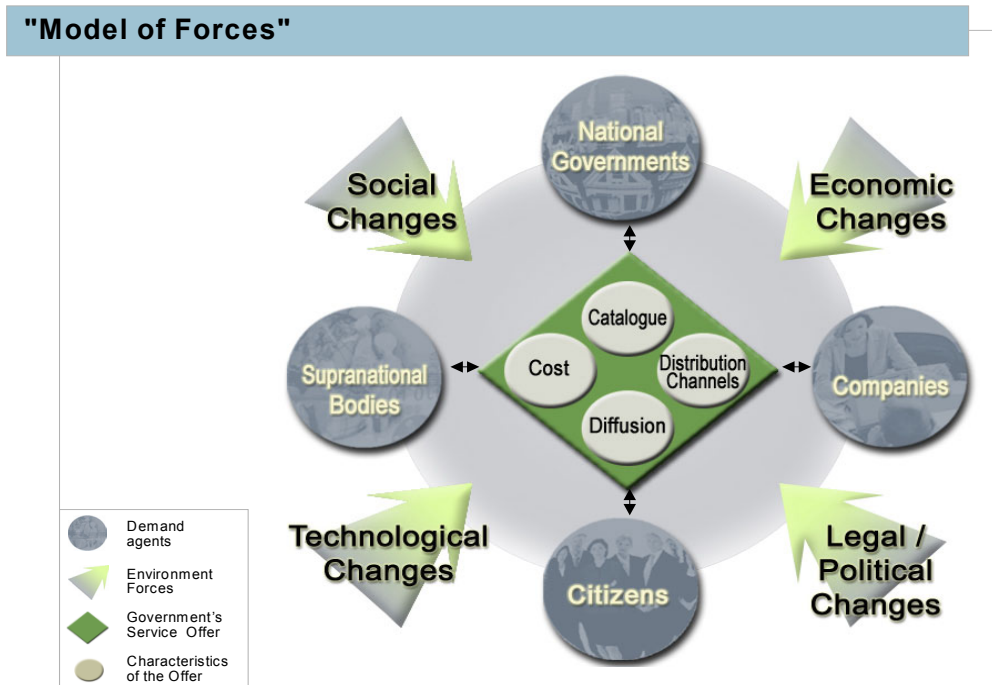 "Model of Forces"
National
Governments
Social
Changes
Economic
Changes
Catalogue
Cost
Distribution
Channels
Diffusion
Supranational
Bodies
Companies
Technological
Changes
Legal /
Political
Changes
Citizens
Demand
agents
Environment
Forces
Government's
Service Offer
Characteristics
of the Offer